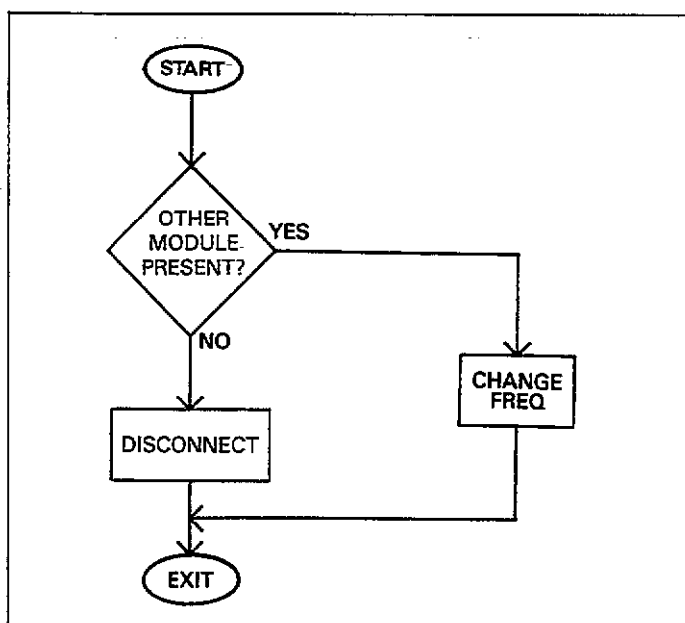 START
OTHER
MODULE
PRESENT?
YES
NO
CHANGE
FREQ
DISCONNECT
EXIT